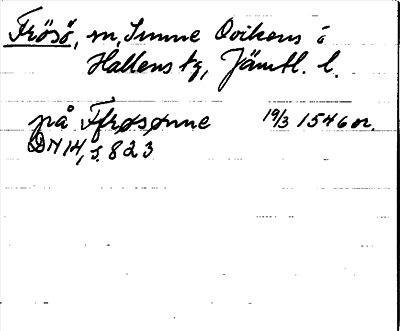 Frösö, m, Sunne Ovikens o
Hallens tg, Jämtl. l.
på Ffrøsønne 19/3 1546 or.
DN 14, s. 823